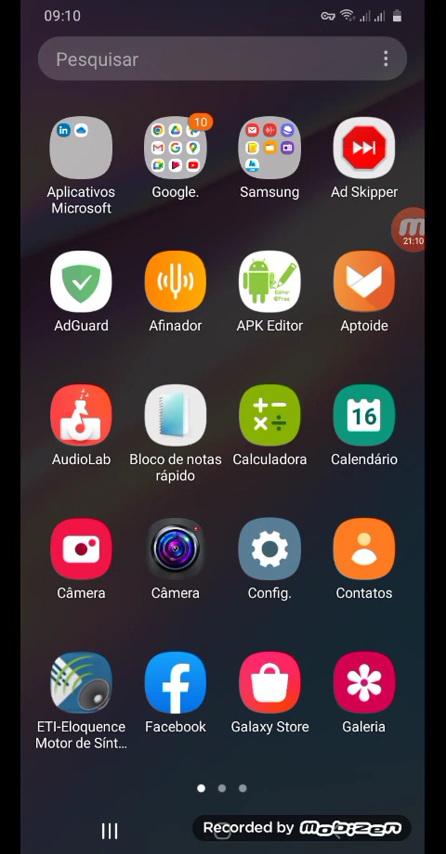 09:10
Pesquisar
10
Aplicativos
Microsoft
Google.
Samsung
Ad Skipper
21:10
AdGuard
Afinador
Editor
@Free
APK Editor
Aptoide
AudioLab
Bloco de notas
rápido
Calculadora
16
Calendário
Câmera
Câmera
Config.
Contatos
ETI-Eloquence
Motor de Sínt...
Facebook
Galaxy Store
Galeria
Recorded by Mobizen